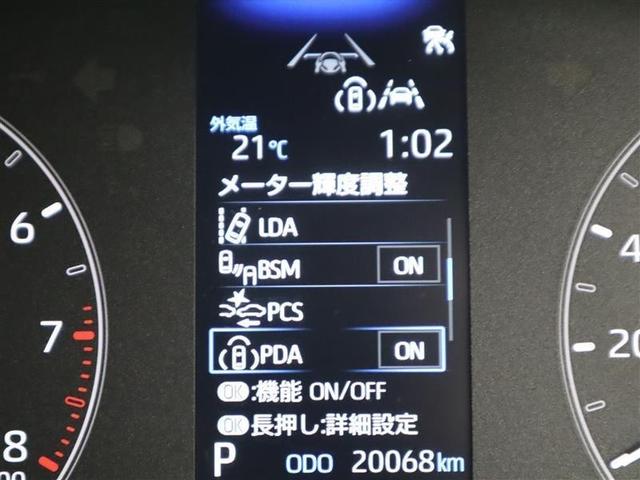 外気温
21℃ 1:02
メーター輝度調整
LDA
BSM ON
PCS
PDA ON
OK:機能 ON/OFF
OK長押し:詳細設定
P ODO 20068km
6
7
8
4
20